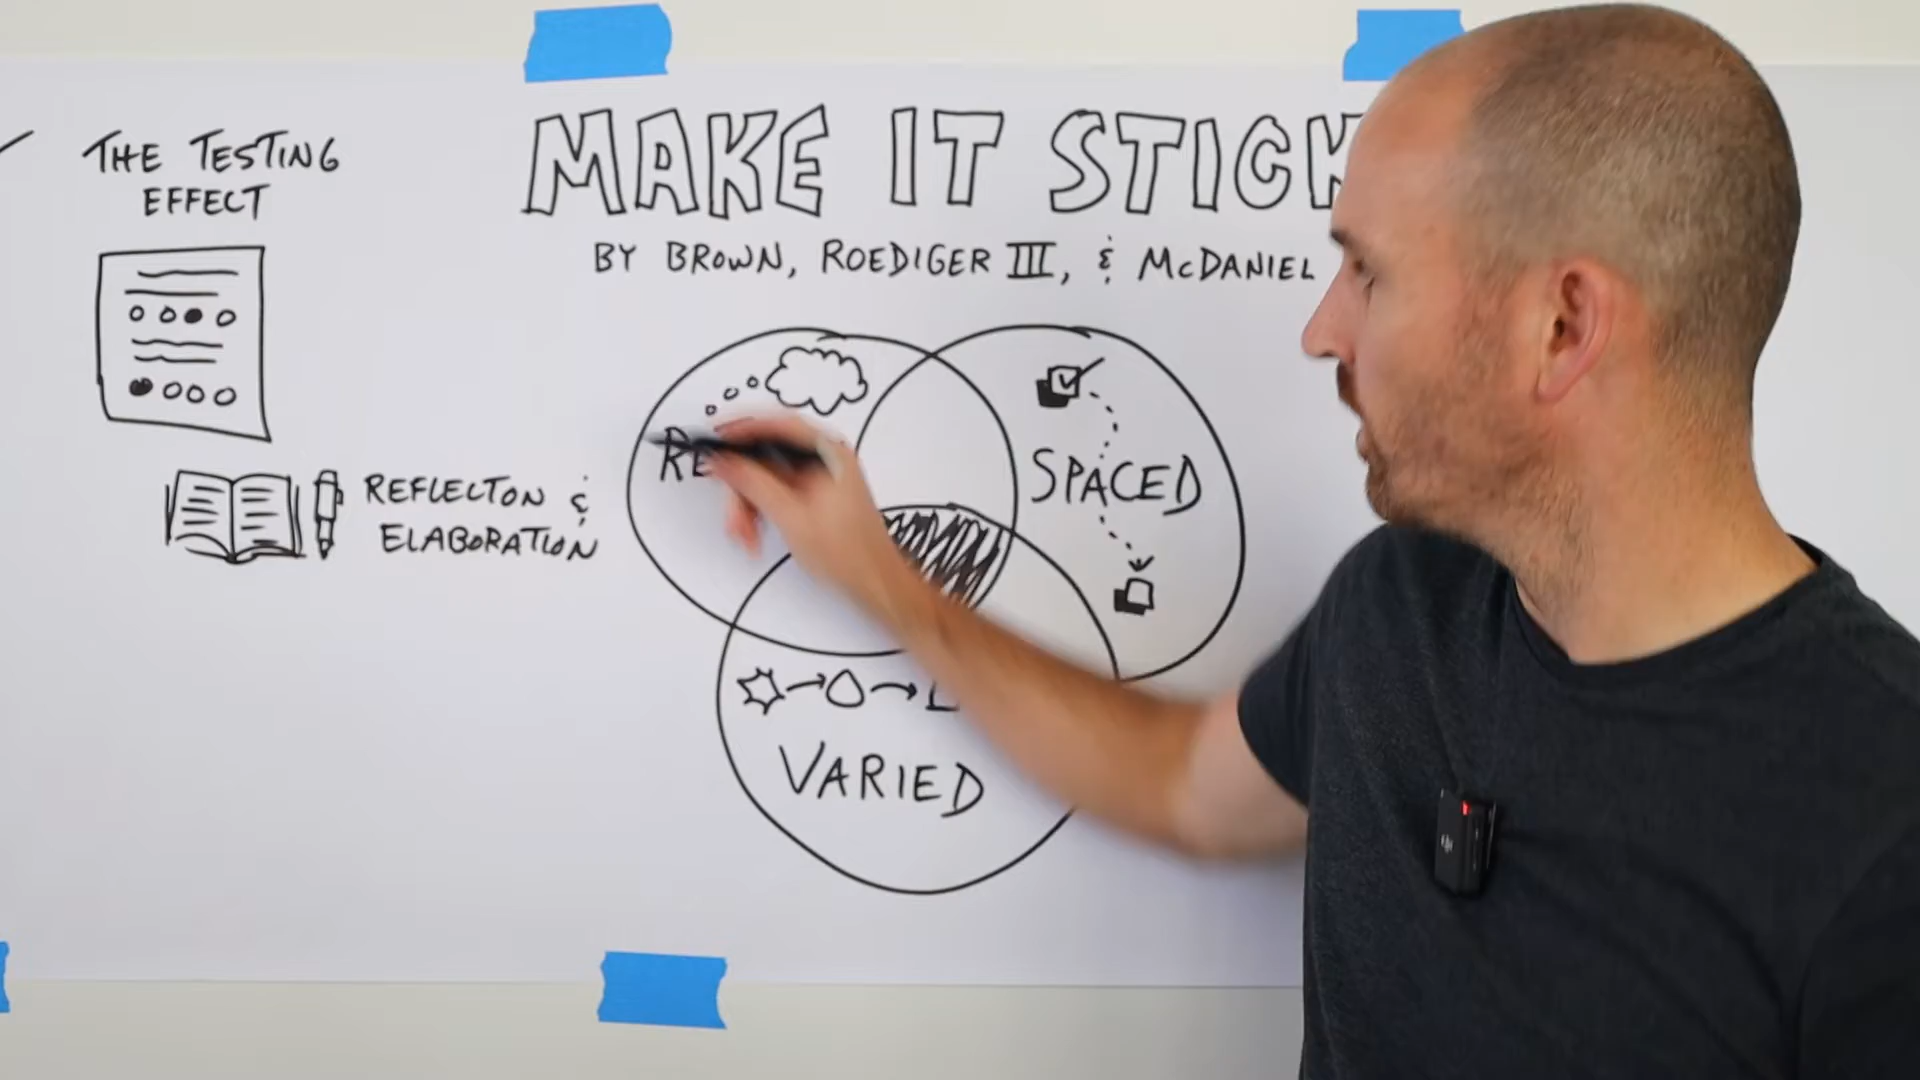 THE TESTING
EFFECT
MAKE IT STICK
BY BROWN, ROEDIGER III, & MCDANIEL
SPACED
REFLECTON &
ELABORATION
VARIED